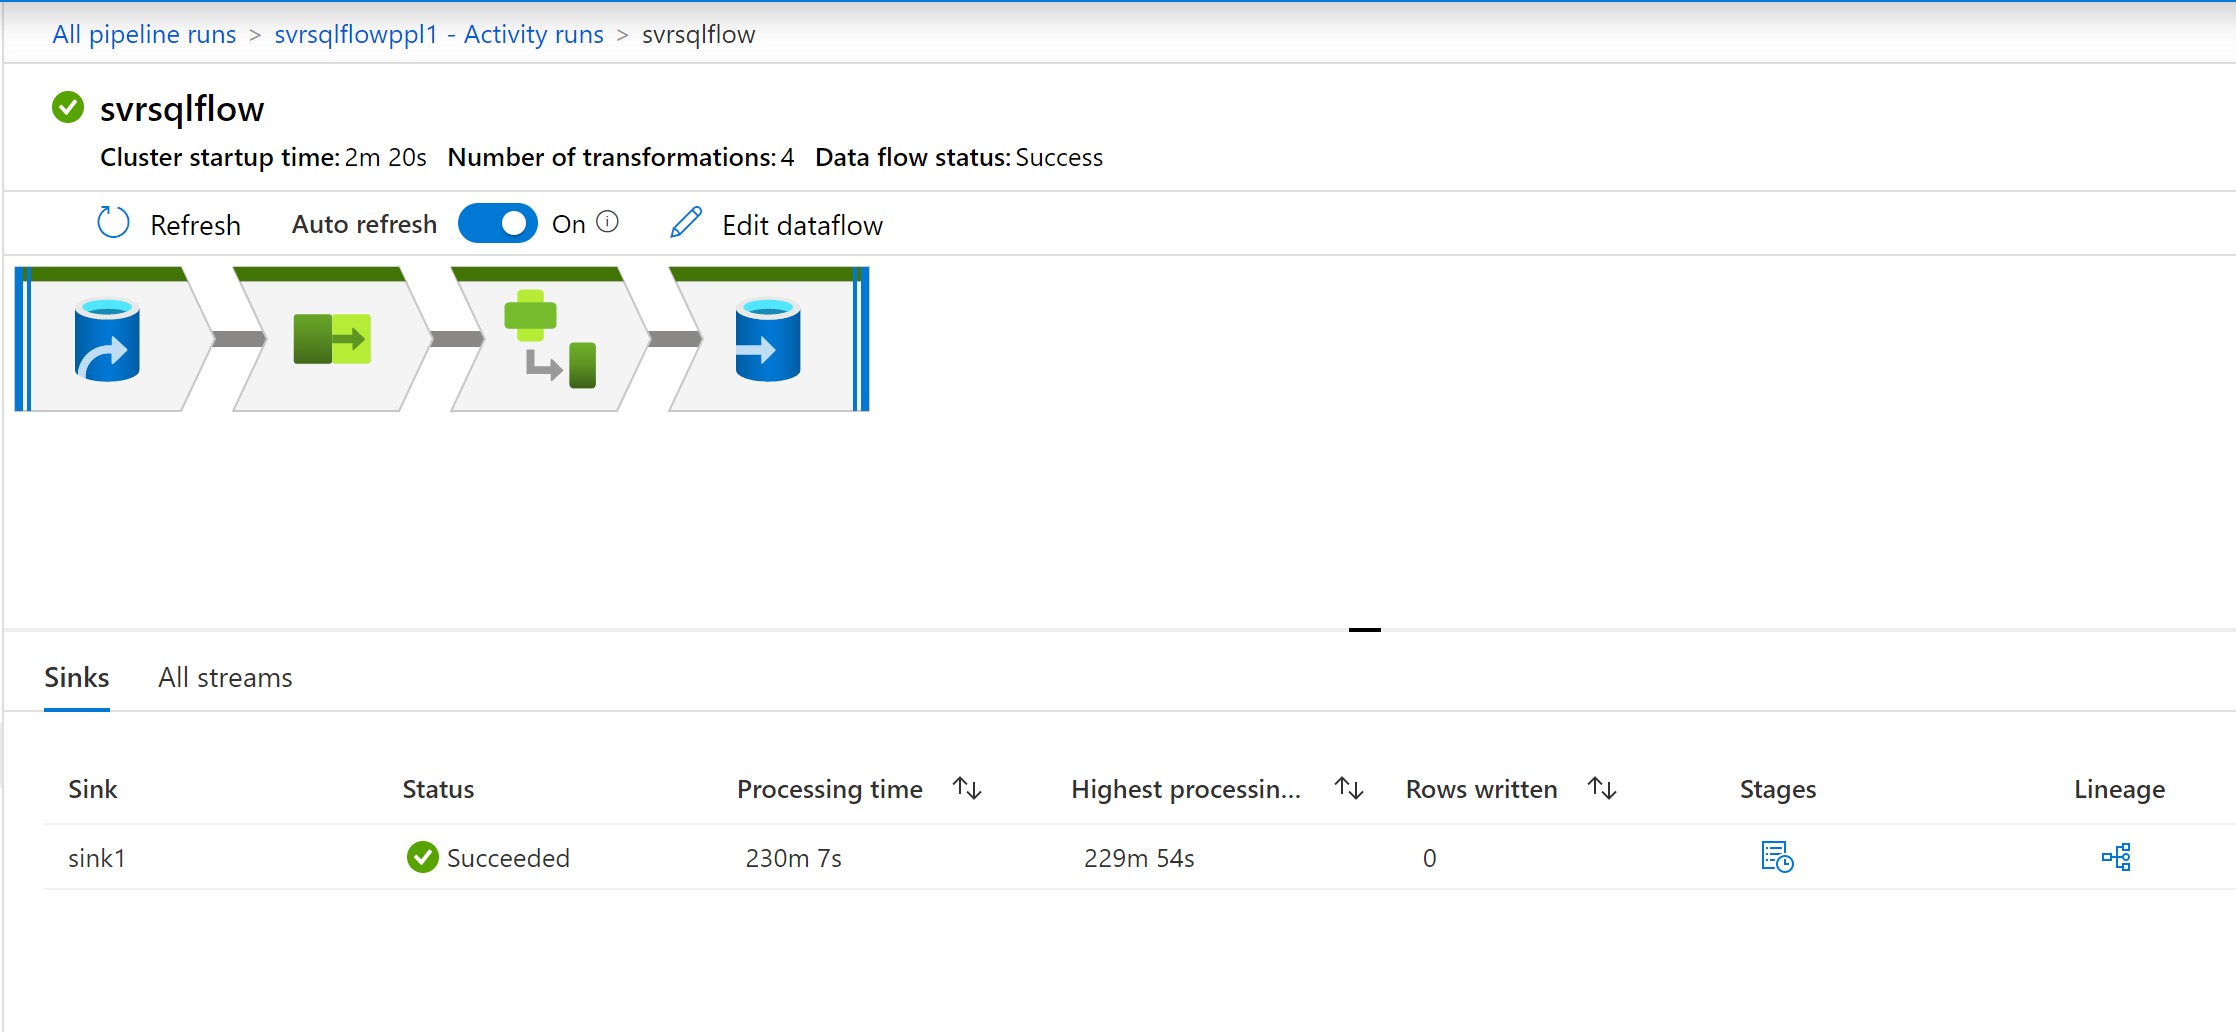 All pipeline runs > svrsqlflowppl1 - Activity runs > svrsqlflow
svrsqlflow
Cluster startup time: 2m 20s Number of transformations: 4 Data flow status: Success
Refresh Auto refresh On Edit dataflow
Sinks All streams
Sink Status Processing time Highest processin... Rows written Stages Lineage
sink1 Succeeded 230m 7s 229m 54s 0